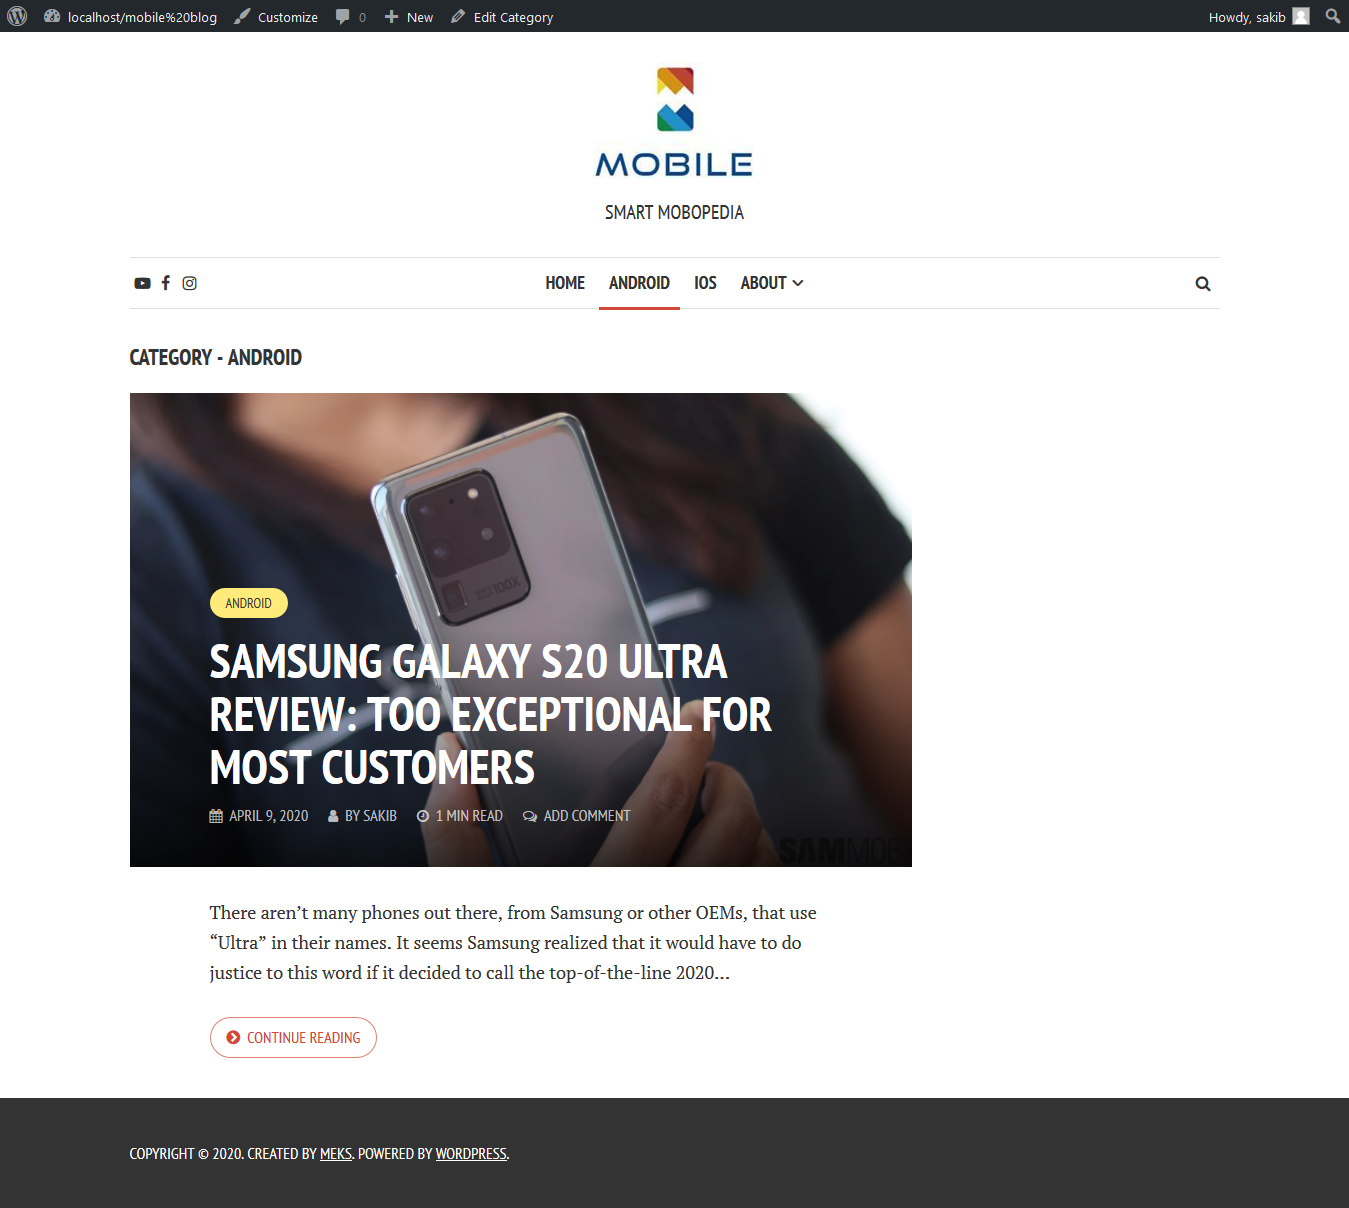 localhost/mobile%20blog Customize 0 New Edit Category Howdy, sakib
MOBILE
SMART MOBOPEDIA
HOME ANDROID IOS ABOUT
CATEGORY - ANDROID
100X
ANDROID
SAMSUNG GALAXY S20 ULTRA
REVIEW: TOO EXCEPTIONAL FOR
MOST CUSTOMERS
APRIL 9, 2020 BY SAKIB 1 MIN READ ADD COMMENT
SAMMOB
There aren’t many phones out there, from Samsung or other OEMs, that use
“Ultra” in their names. It seems Samsung realized that it would have to do
justice to this word if it decided to call the top-of-the-line 2020...
CONTINUE READING
COPYRIGHT © 2020. CREATED BY MEKS. POWERED BY WORDPRESS.